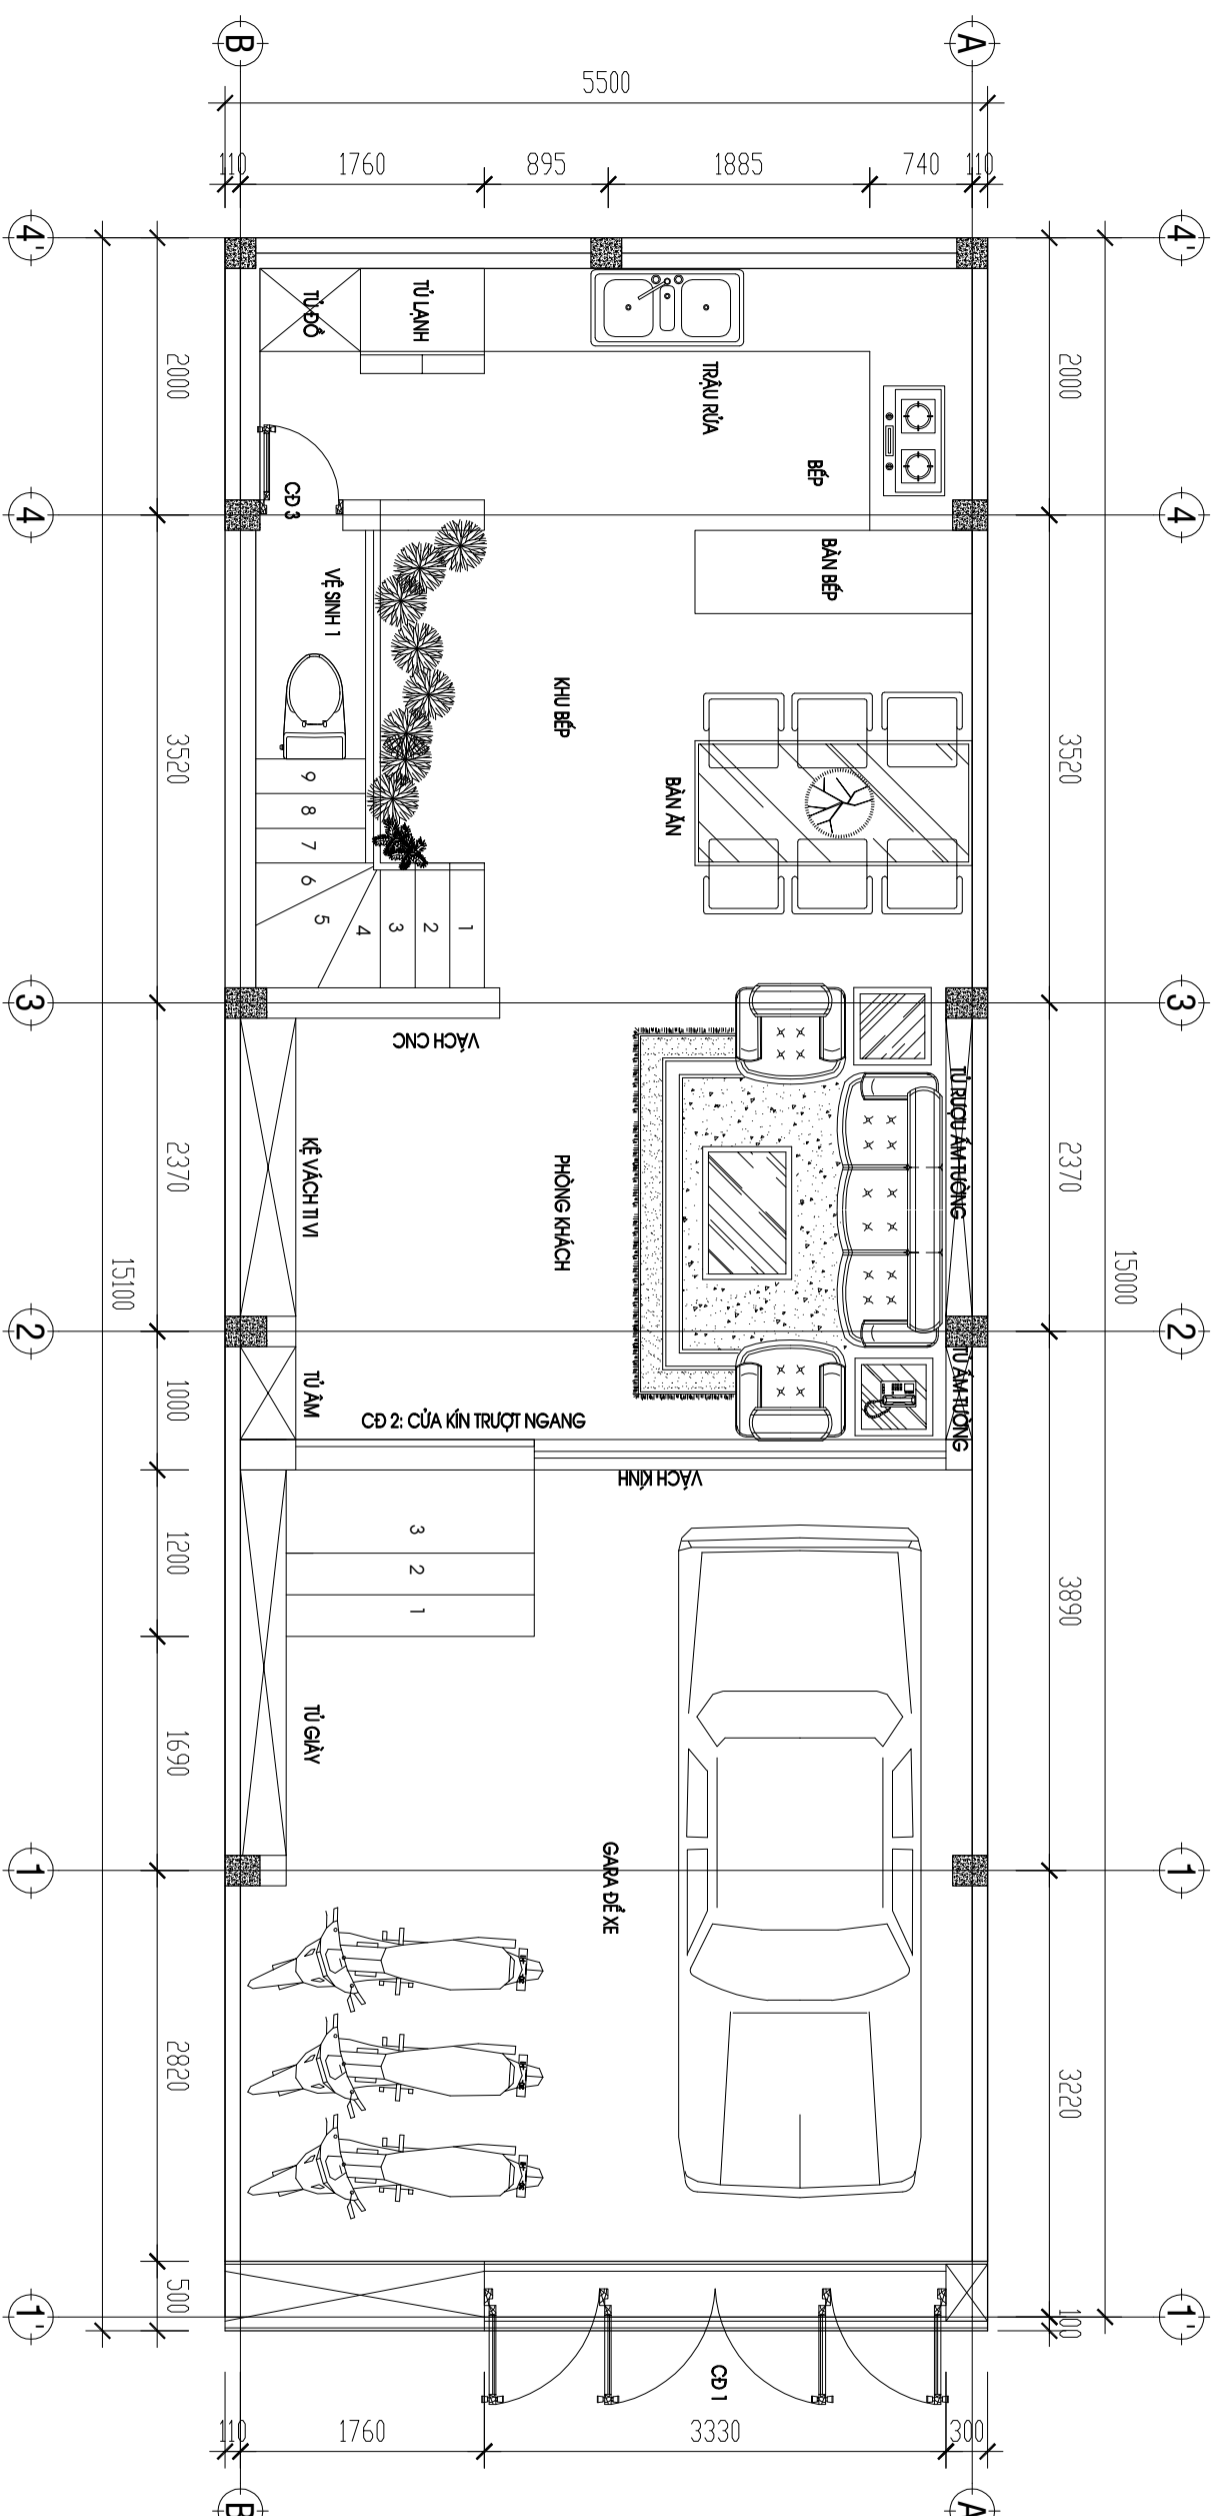 B
A
5500
110
1760
895
1885
740
110
4'
4'
TỦ ĐỒ
TỦ LẠNH
TRẬU RỬA
BẾP
2000
2000
CĐ 3
4
4
VỆ SINH 1
BÀN BẾP
KHU BẾP
BÀN ĂN
3520
3520
9
8
7
6
5
4
3
2
1
3
3
VÁCH CNC
KỆ VÁCH TI VI
PHÒNG KHÁCH
TỦ RƯỢU ÂM TƯỜNG
2370
2370
15100
15000
2
2
TỦ ÂM
TỦ ÂM TƯỜNG
1000
CĐ 2: CỬA KÍN TRƯỢT NGANG
VÁCH KÍNH
3
2
1
1200
3890
TỦ GIÀY
1690
GARA ĐỂ XE
1
1
2820
3220
500
100
1'
1'
CĐ 1
110
1760
3330
300
B
A